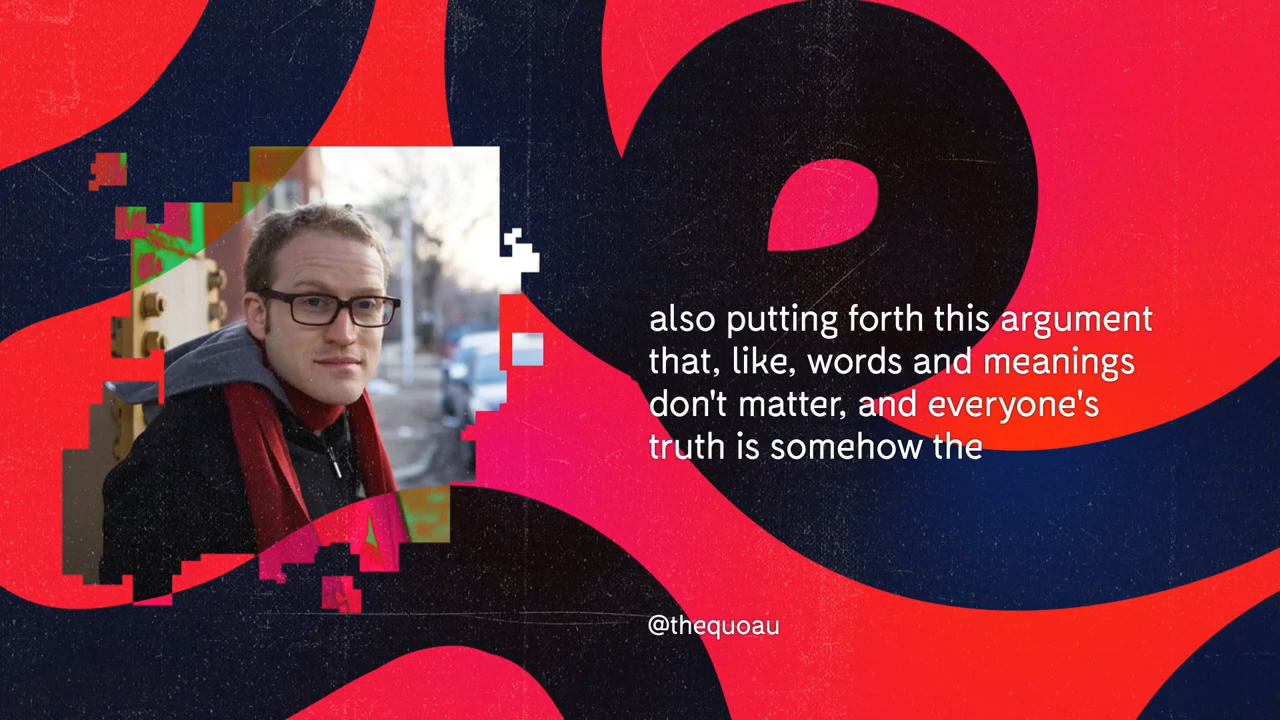 also putting forth this argument
that, like, words and meanings
don't matter, and everyone's
truth is somehow the
@thequoau